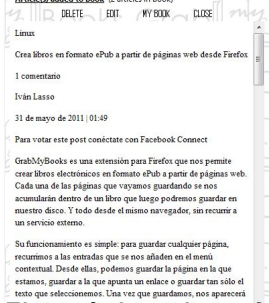 Article(s) added to book (2 articles in book)
DELETE EDIT MY BOOK CLOSE
Linux
Crea libros en formato ePub a partir de páginas web desde Firefox
1 comentario
Iván Lasso
31 de mayo de 2011 | 01:49
Para votar este post conéctate con Facebook Connect
GrabMyBooks es una extensión para Firefox que nos permite
crear libros electrónicos en formato ePub a partir de páginas web.
Cada una de las páginas que vayamos guardando se nos
acumularán dentro de un libro que luego podremos guardar en
nuestro disco. Y todo desde el mismo navegador, sin recurrir a
un servicio externo.
Su funcionamiento es simple: para guardar cualquier página,
recurrimos a las entradas que se nos añaden en el menú
contextual. Desde ellas, podemos guardar la página en la que
estamos, guardar a la que apunta un enlace o guardar tan sólo el
texto que seleccionemos. Una vez que guardamos, nos aparecerá